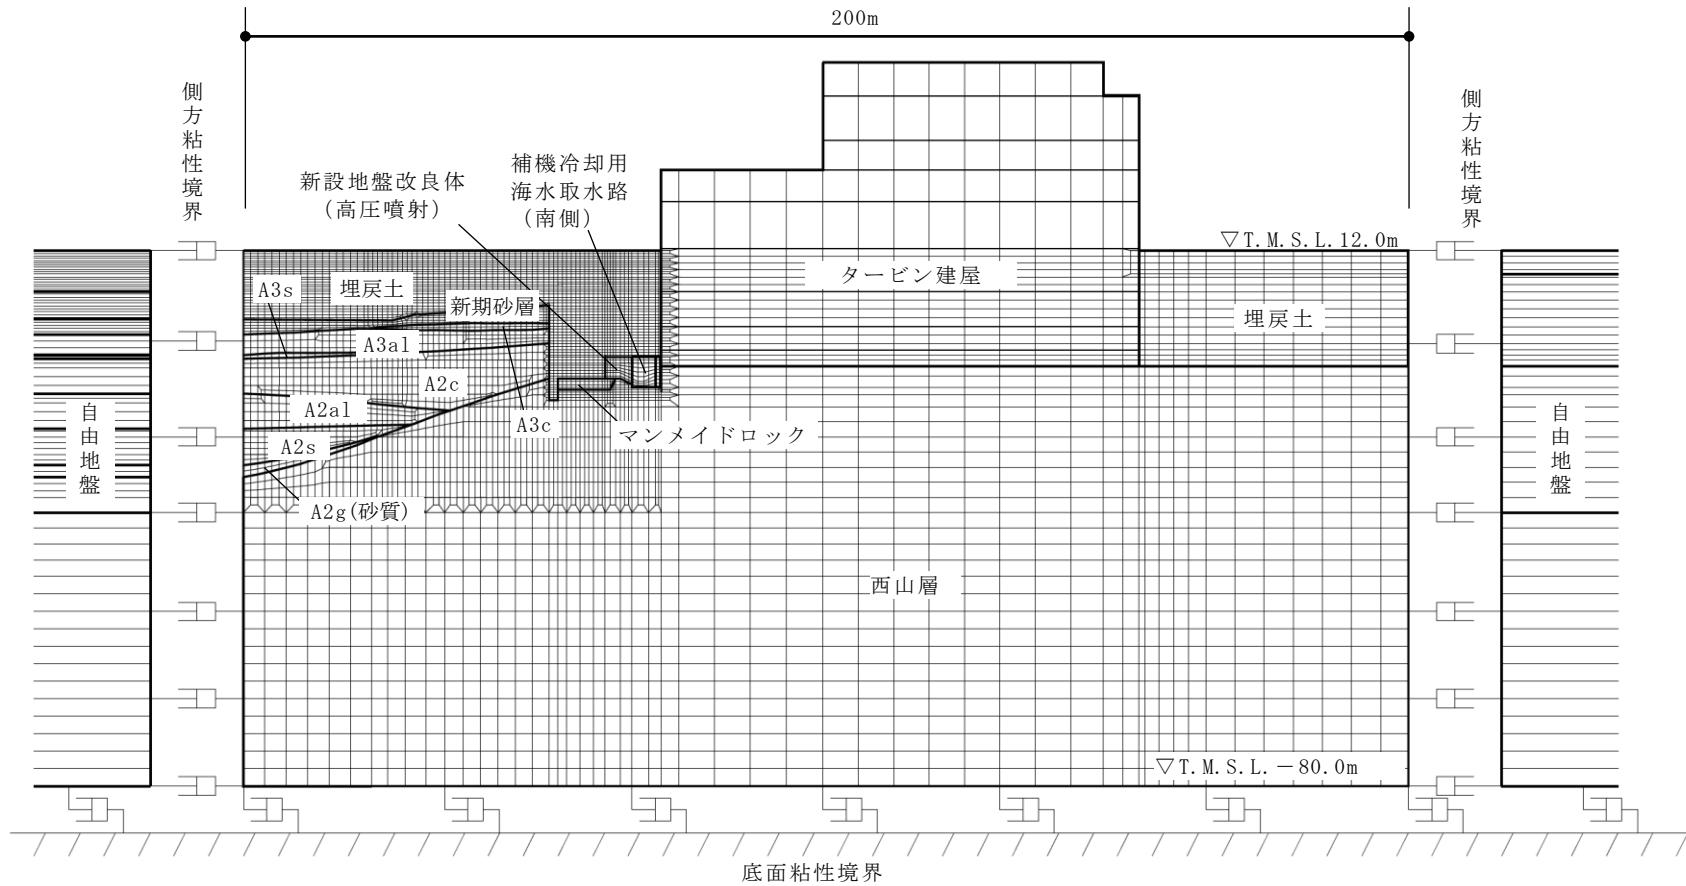 200m
側方粘性境界
側方粘性境界
新設地盤改良体
(高圧噴射)
補機冷却用
海水取水路
(南側)
▽T.M.S.L.12.0m
A3s
埋戻土
新期砂層
タービン建屋
埋戻土
A3al
A2c
A2al
A3c
マンメイドロック
A2s
A2g(砂質)
自由地盤
自由地盤
西山層
▽T.M.S.L.－80.0m
底面粘性境界